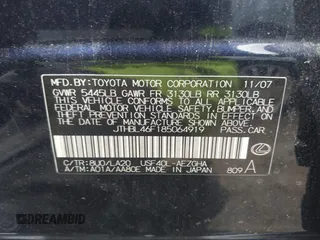 MFD.BY:TOYOTA MOTOR CORPORATION 11/07
GVWR 5445LB GAWR FR 3130LB RR 3130LB
THIS VEHICLE CONFORMS TO ALL APPLICABLE
FEDERAL MOTOR VEHICLE SAFETY, BUMPER, AND
THEFT PREVENTION STANDARDS IN EFFECT ON
THE DATE OF MANUFACTURE SHOWN ABOVE.
JTHBL46F185064919 PASS.CAR
C/TR:8U0/LA20 USF40L-AEZGHA
A/TM:A01A/AA80E MADE IN JAPAN 809A
DREAMBID